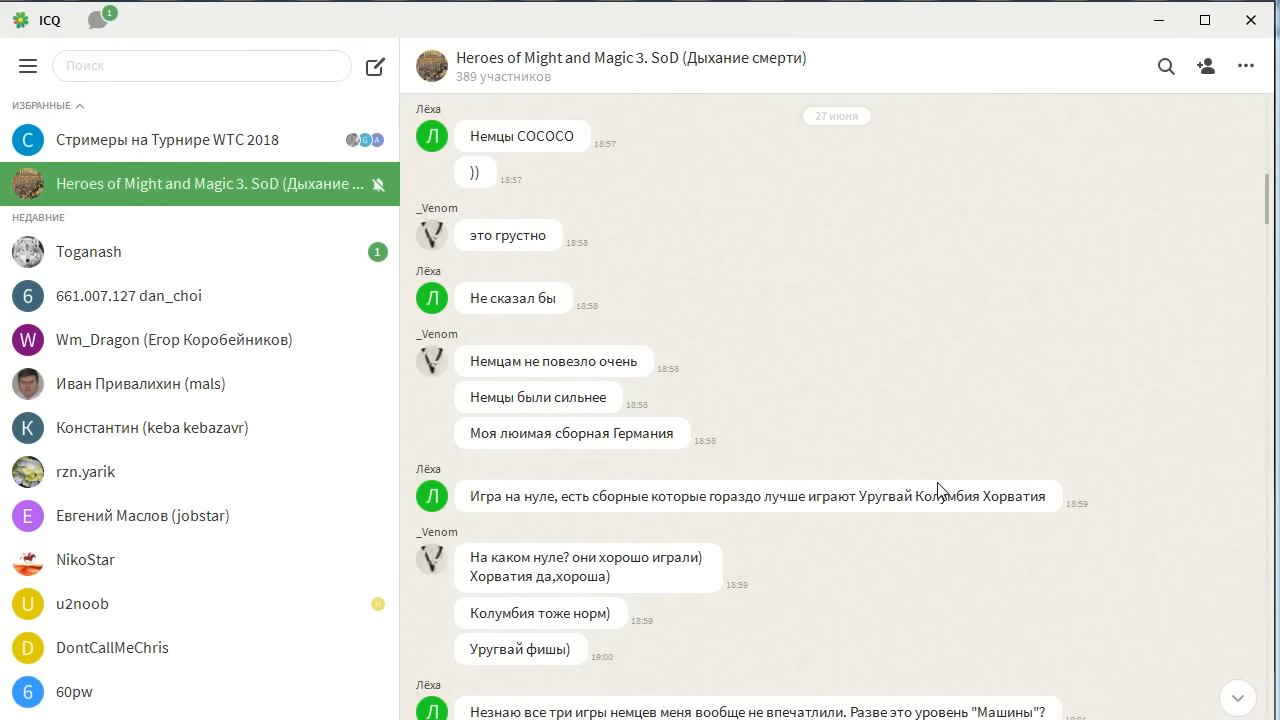 ICQ
1
Поиск
ИЗБРАННЫЕ
С
Стримеры на Турнире WTC 2018
G
A
Heroes of Might and Magic 3. SoD (Дыхание ...
НЕДАВНИЕ
Toganash
1
6
661.007.127 dan_choi
W
Wm_Dragon (Егор Коробейников)
Иван Привалихин (mals)
К
Константин (keba kebazavr)
rzn.yarik
Е
Евгений Маслов (jobstar)
NikoStar
U
u2noob
U
D
DontCallMeChris
6
60pw
Heroes of Might and Magic 3. SoD (Дыхание смерти)
389 участников
27 июня
Лёха
Л
Немцы СОСОСО
18:57
))
18:57
_Venom
это грустно
18:58
Лёха
Л
Не сказал бы
18:58
_Venom
Немцам не повезло очень
18:58
Немцы были сильнее
18:58
Моя люимая сборная Германия
18:58
Лёха
Л
Игра на нуле, есть сборные которые гораздо лучше играют Уругвай Колумбия Хорватия
18:59
_Venom
На каком нуле? они хорошо играли)
Хорватия да,хороша)
18:59
Колумбия тоже норм)
18:59
Уругвай фишы)
19:00
Лёха
Л
Незнаю все три игры немцев меня вообще не впечатлили. Разве это уровень "Машины"?